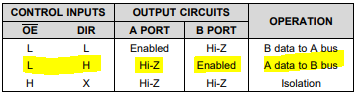 CONTROL INPUTS OUTPUT CIRCUITS OPERATION
OE DIR A PORT B PORT
L L Enabled Hi-Z B data to A bus
L H Hi-Z Enabled A data to B bus
H X Hi-Z Hi-Z Isolation